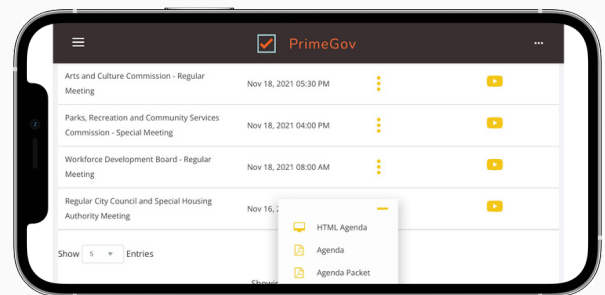 PrimeGov
Arts and Culture Commission - Regular
Meeting
Nov 18, 2021 05:30 PM
Parks, Recreation and Community Services
Commission - Special Meeting
Nov 18, 2021 04:00 PM
Workforce Development Board - Regular
Meeting
Nov 18, 2021 08:00 AM
Regular City Council and Special Housing
Authority Meeting
Nov 16,
HTML Agenda
Agenda
Agenda Packet
Show 5 Entries